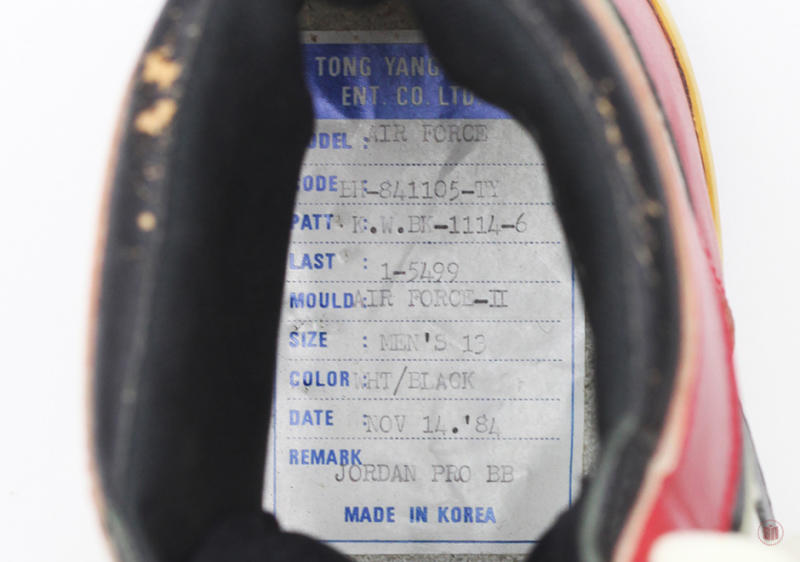 TONG YANG
ENT. CO. LTD
MODEL : AIR FORCE
CODE : BK-841105-TY
PATT : K.W.BK-1114-6
LAST : 1-5499
MOULD: AIR FORCE-II
SIZE : MEN'S 13
COLOR : WHT/BLACK
DATE : NOV 14.'84
REMARK JORDAN PRO BB
MADE IN KOREA